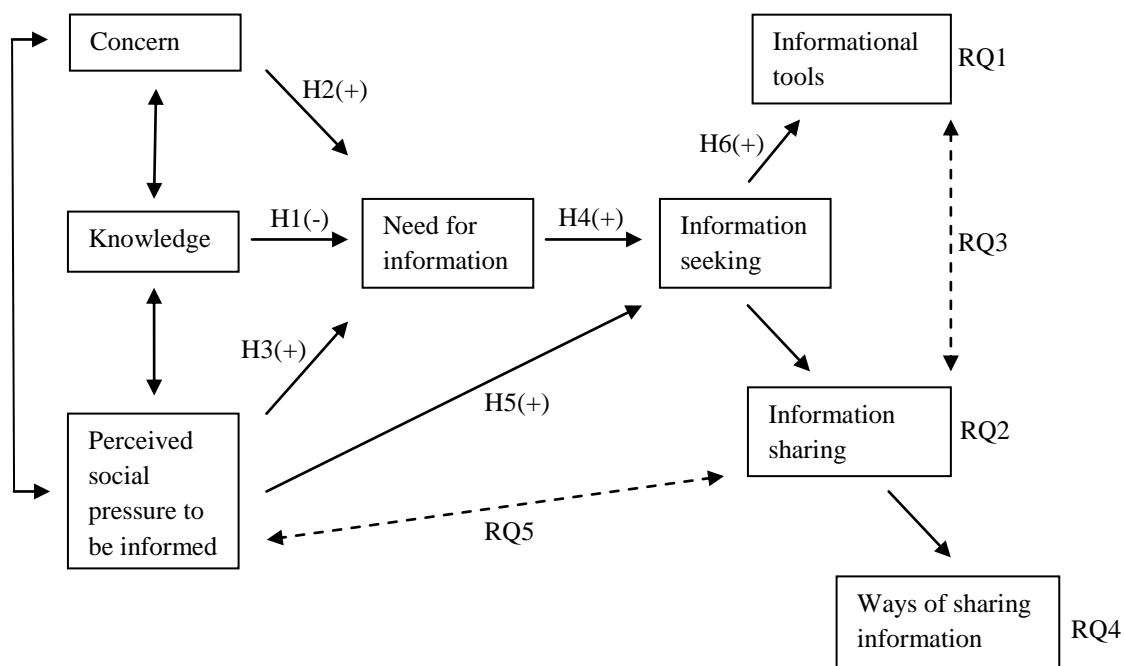 Concern
Informational
tools
RQ1
H2(+)
H6(+)
Knowledge
H1(-)
Need for
information
H4(+)
Information
seeking
RQ3
H3(+)
H5(+)
Perceived
social
pressure to
be informed
Information
sharing
RQ2
RQ5
Ways of sharing
information
RQ4